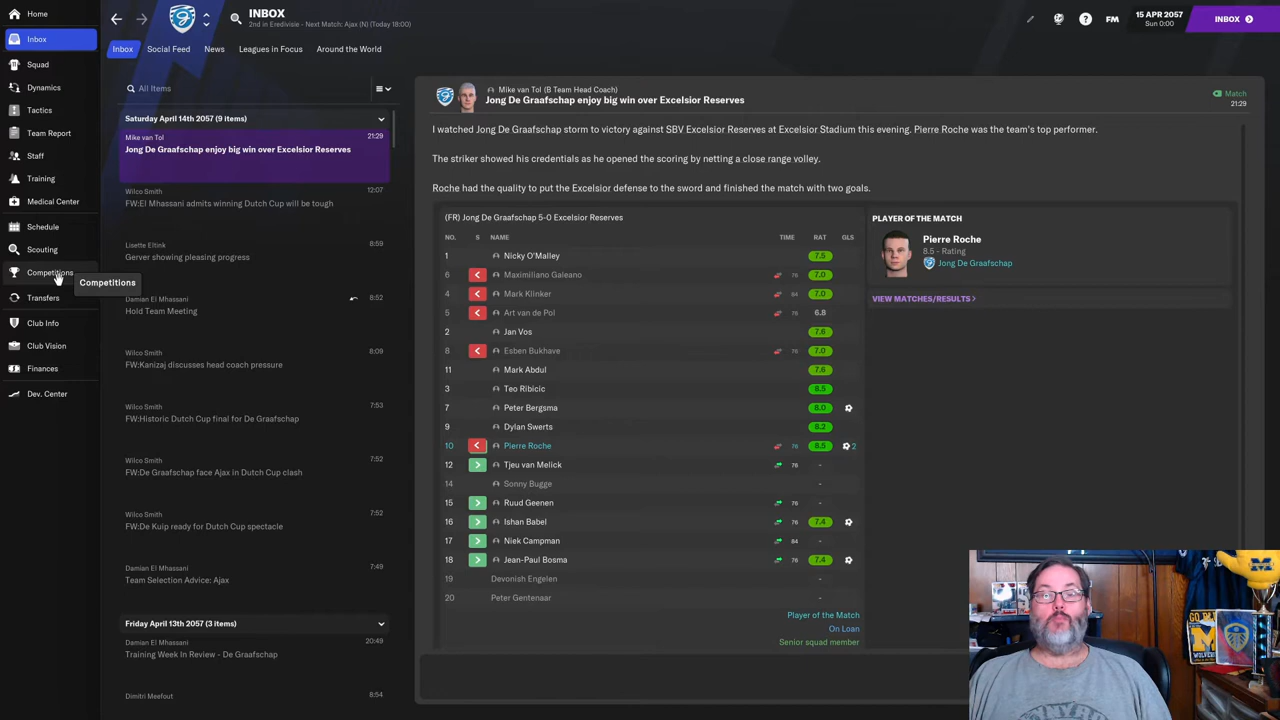 Home
INBOX
2nd in Eredivisie - Next Match: Ajax (N) (Today 18:00)
FM
15 APR 2057
Sun 0:00
INBOX
Inbox
Squad
Dynamics
Tactics
Team Report
Staff
Training
Medical Center
Schedule
Scouting
Competitions
Competitions
Transfers
Club Info
Club Vision
Finances
Dev. Center
Inbox
Social Feed
News
Leagues in Focus
Around the World
All Items
Saturday April 14th 2057 (9 items)
Mike van Tol
21:29
Jong De Graafschap enjoy big win over Excelsior Reserves
Wilco Smith
12:07
FW:El Mhassani admits winning Dutch Cup will be tough
Lisette Eltink
8:59
Gerver showing pleasing progress
Damian El Mhassani
8:52
Hold Team Meeting
Wilco Smith
8:09
FW:Kanizaj discusses head coach pressure
Wilco Smith
7:53
FW:Historic Dutch Cup final for De Graafschap
Wilco Smith
7:52
FW:De Graafschap face Ajax in Dutch Cup clash
Wilco Smith
7:52
FW:De Kuip ready for Dutch Cup spectacle
Damian El Mhassani
7:49
Team Selection Advice: Ajax
Friday April 13th 2057 (3 items)
Damian El Mhassani
20:49
Training Week In Review - De Graafschap
Dimitri Meefout
8:54
Mike van Tol (B Team Head Coach)
Jong De Graafschap enjoy big win over Excelsior Reserves
Match
21:29
I watched Jong De Graafschap storm to victory against SBV Excelsior Reserves at Excelsior Stadium this evening. Pierre Roche was the team's top performer.
The striker showed his credentials as he opened the scoring by netting a close range volley.
Roche had the quality to put the Excelsior defense to the sword and finished the match with two goals.
(FR) Jong De Graafschap 5-0 Excelsior Reserves
NO. S NAME TIME RAT GLS
1 Nicky O'Malley 7.5
6 Maximiliano Galeano 76 7.0
4 Mark Klinker 84 7.0
5 Art van de Pol 76 6.8
2 Jan Vos 7.6
8 Esben Bukhave 76 7.0
11 Mark Abdul 7.6
3 Teo Ribicic 8.5
7 Peter Bergsma 8.0
9 Dylan Swerts 8.2
10 Pierre Roche 76 8.5 2
12 Tjeu van Melick 76 -
14 Sonny Bugge -
15 Ruud Geenen 76 -
16 Ishan Babel 76 7.4
17 Niek Campman 84 -
18 Jean-Paul Bosma 76 7.4
19 Devonish Engelen -
20 Peter Gentenaar -
Player of the Match
On Loan
Senior squad member
PLAYER OF THE MATCH
Pierre Roche
8.5 - Rating
Jong De Graafschap
VIEW MATCHES/RESULTS >